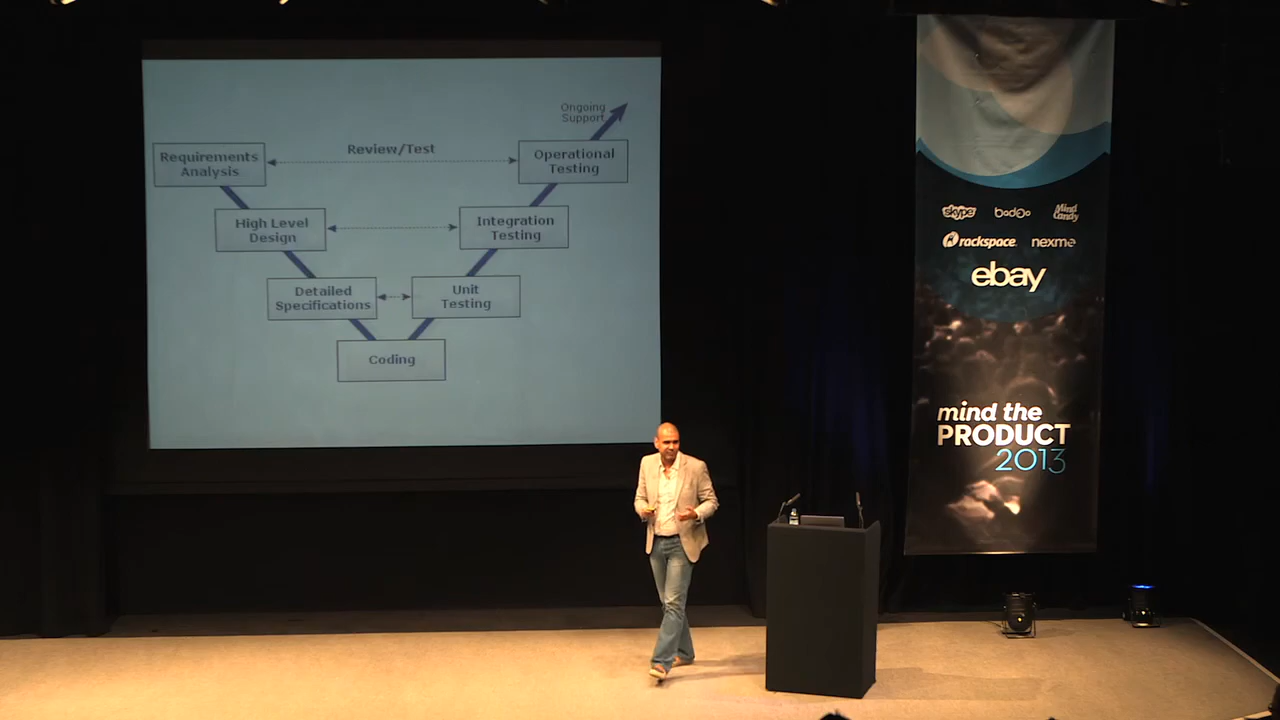 Ongoing
Support
Review/Test
Requirements
Analysis
Operational
Testing
High Level
Design
Integration
Testing
Detailed
Specifications
Unit
Testing
Coding
skype
badoo
Mind
Candy
rackspace
nexmo
ebay
mind the
PRODUCT
2013